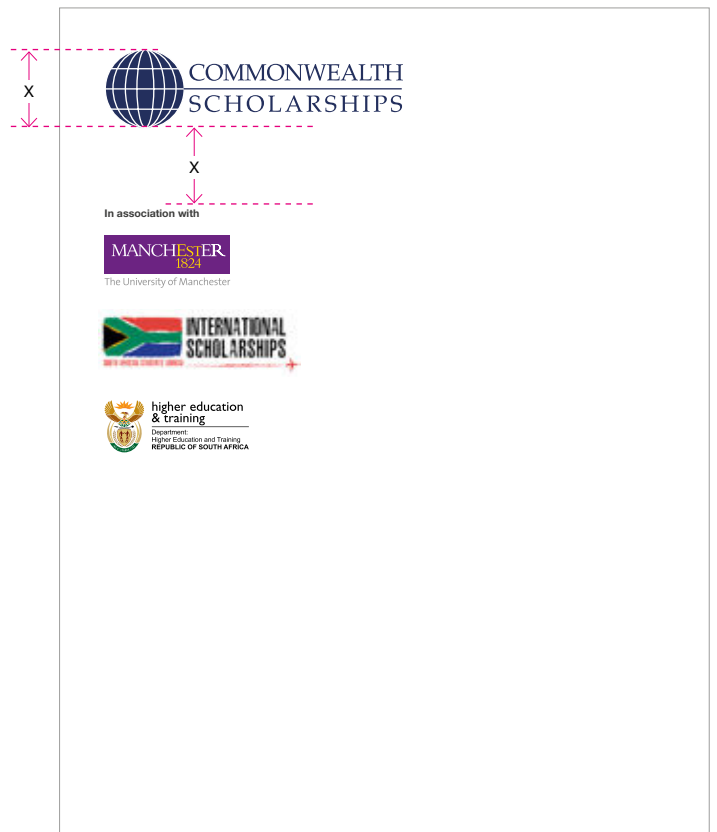 X
COMMONWEALTH
SCHOLARSHIPS
X
In association with
MANCHESTER
1824
The University of Manchester
INTERNATIONAL
SCHOLARSHIPS
higher education
& training
Department:
Higher Education and Training
REPUBLIC OF SOUTH AFRICA